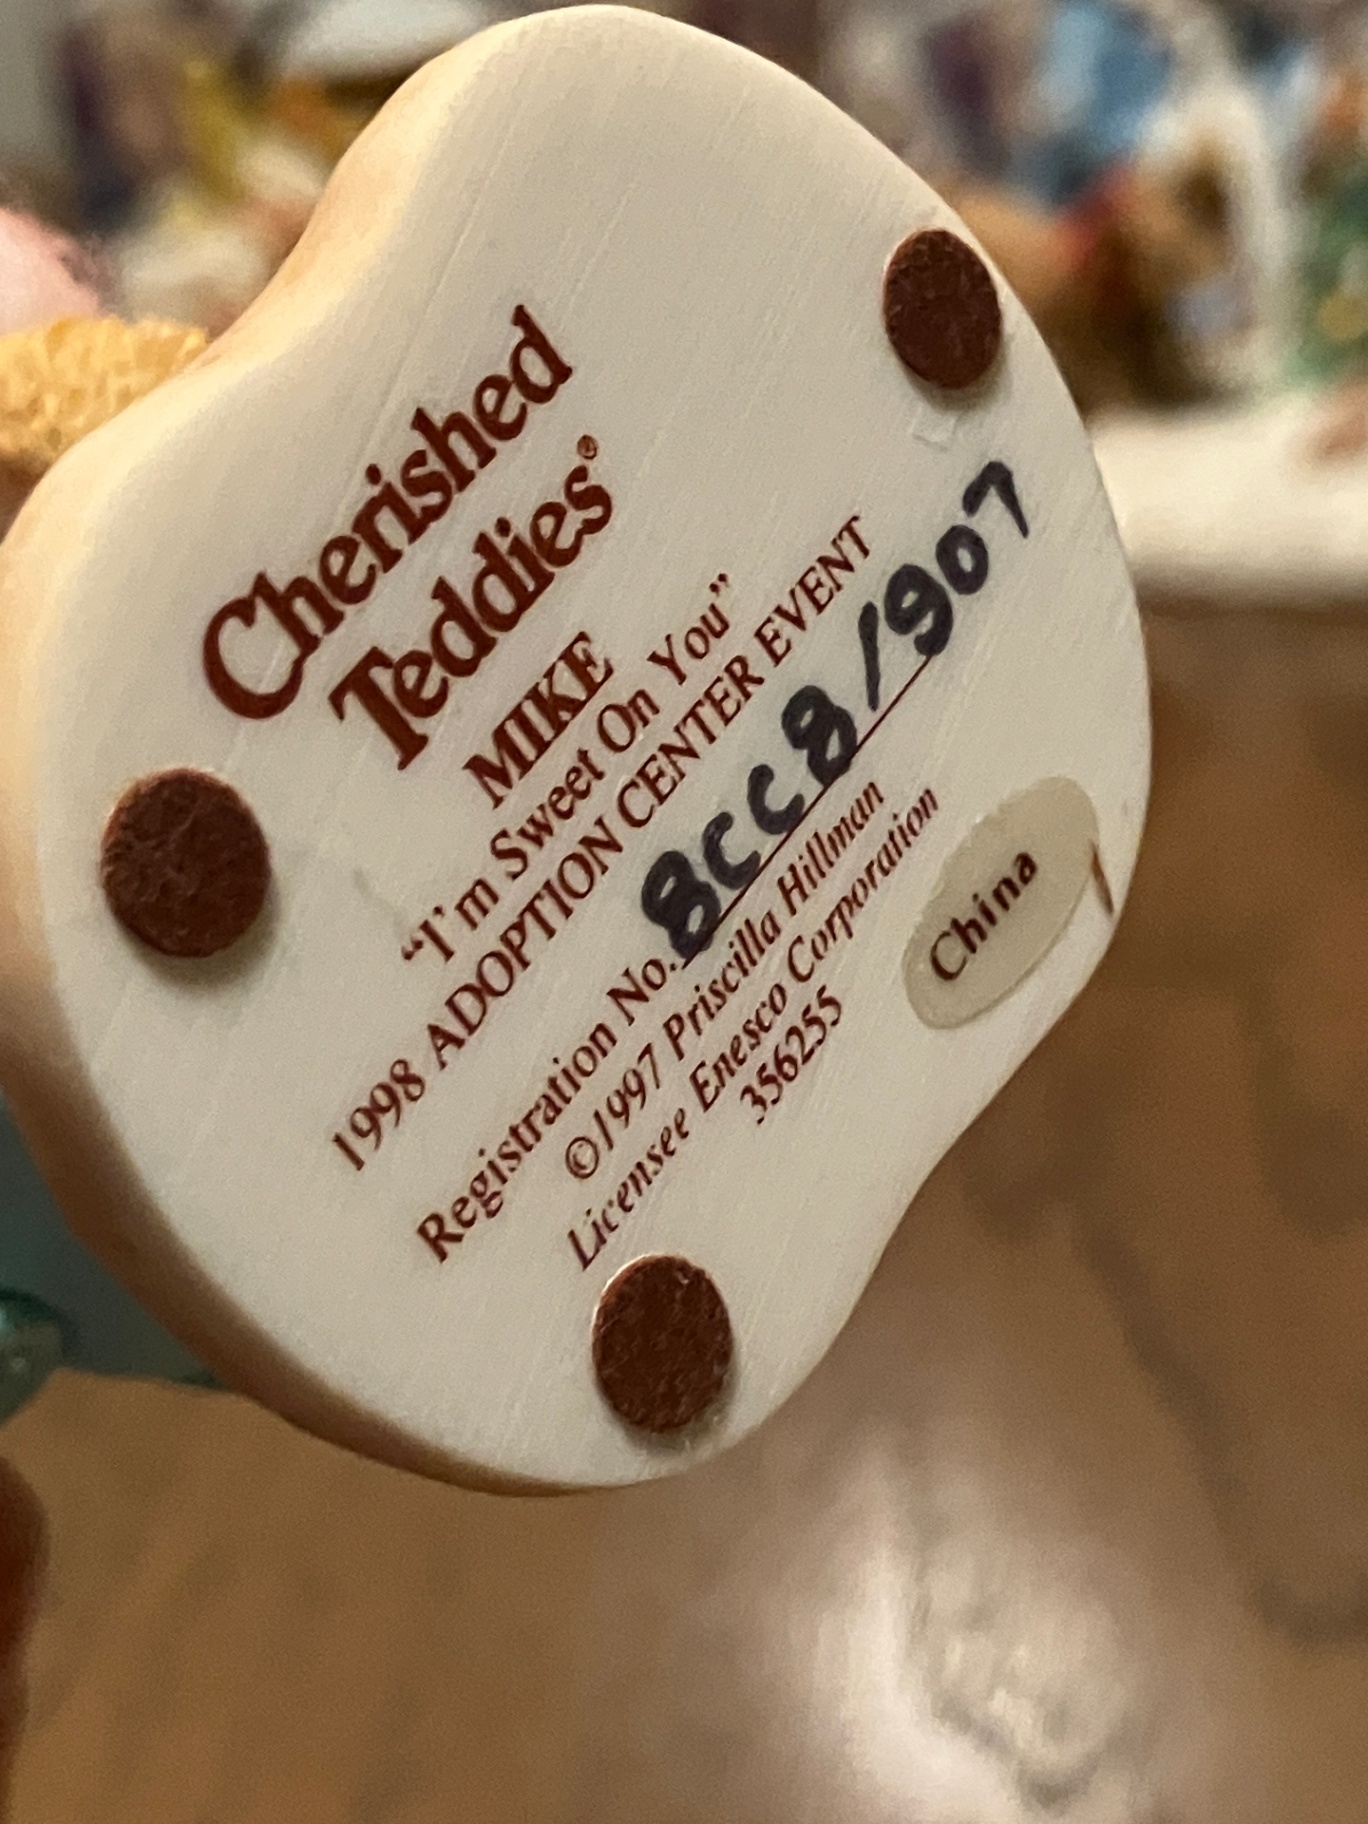 Cherished
Teddies®
MIKE
“I'm Sweet On You”
1998 ADOPTION CENTER EVENT
Registration No. 8CC8/907
©1997 Priscilla Hillman
Licensee Enesco Corporation
356255
China